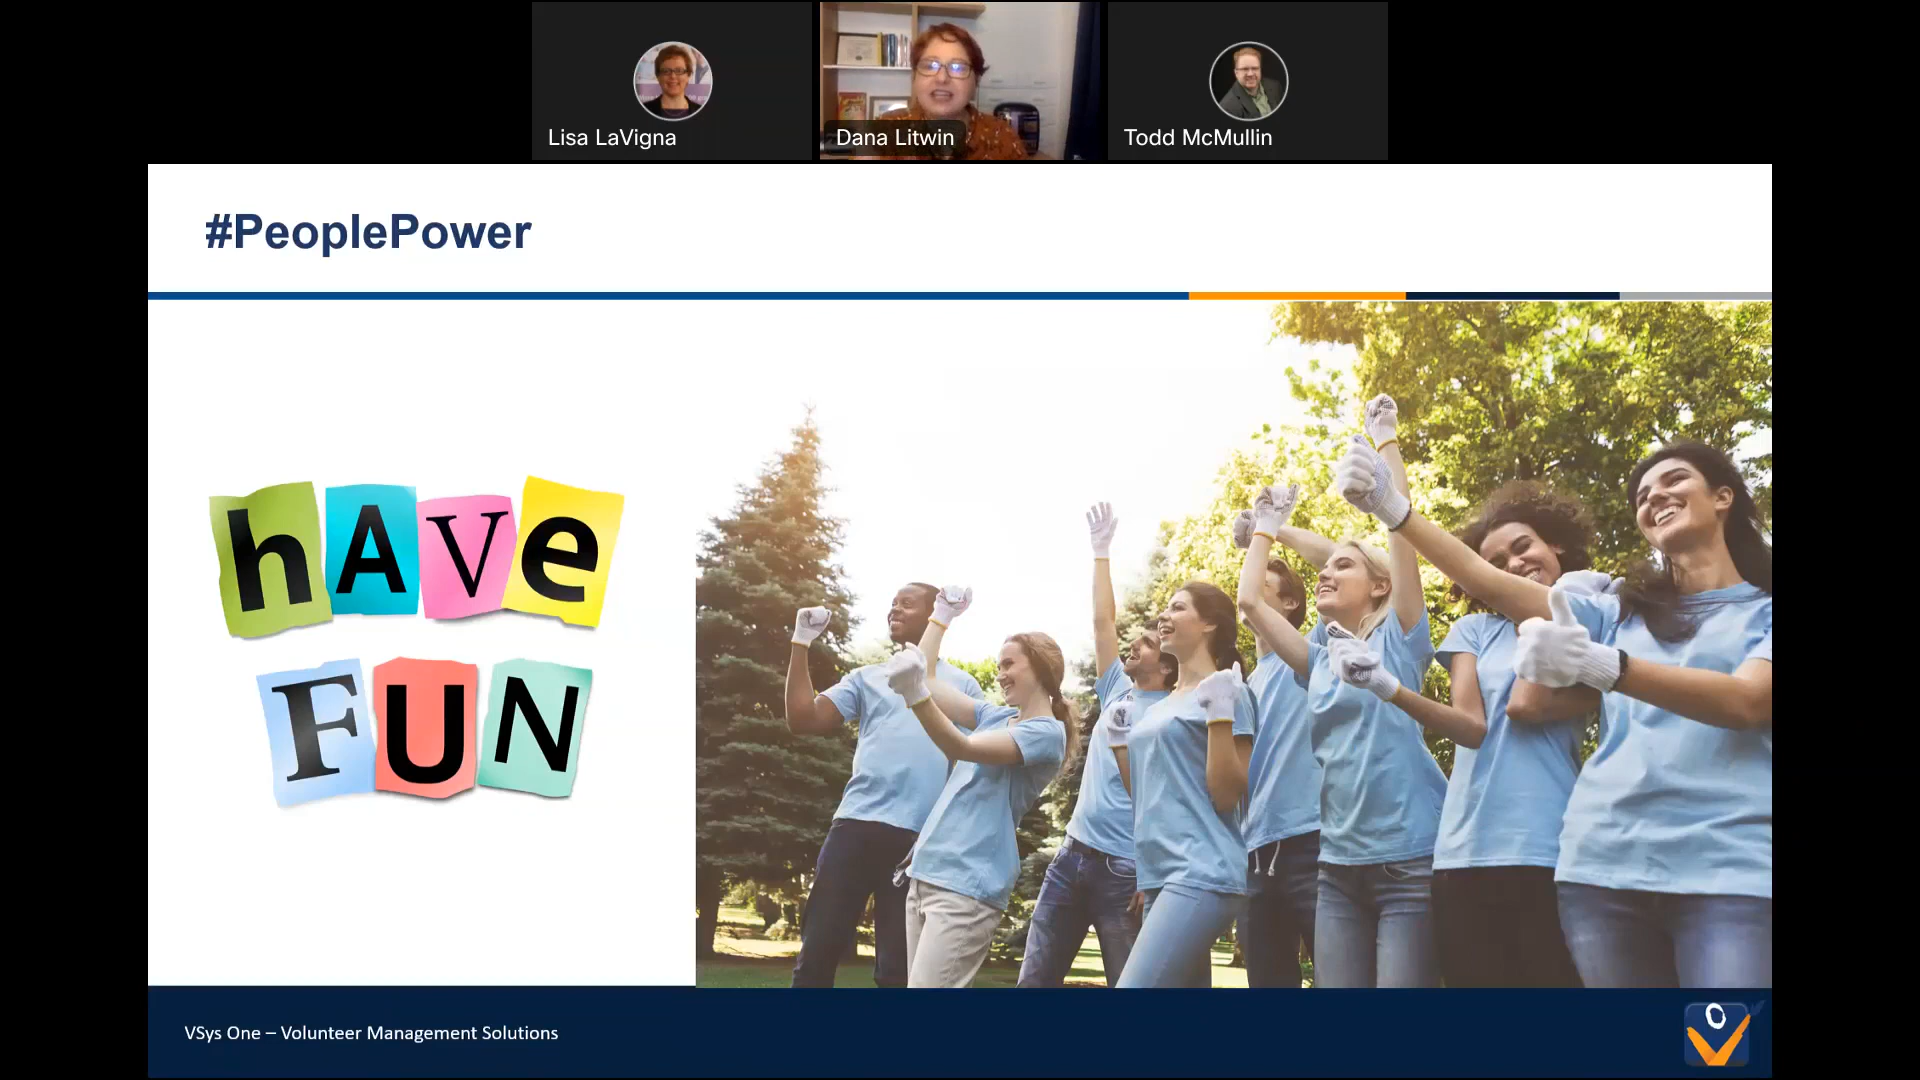 Lisa LaVigna
Dana Litwin
Todd McMullin
#PeoplePower
hAVe
FUN
VSys One – Volunteer Management Solutions